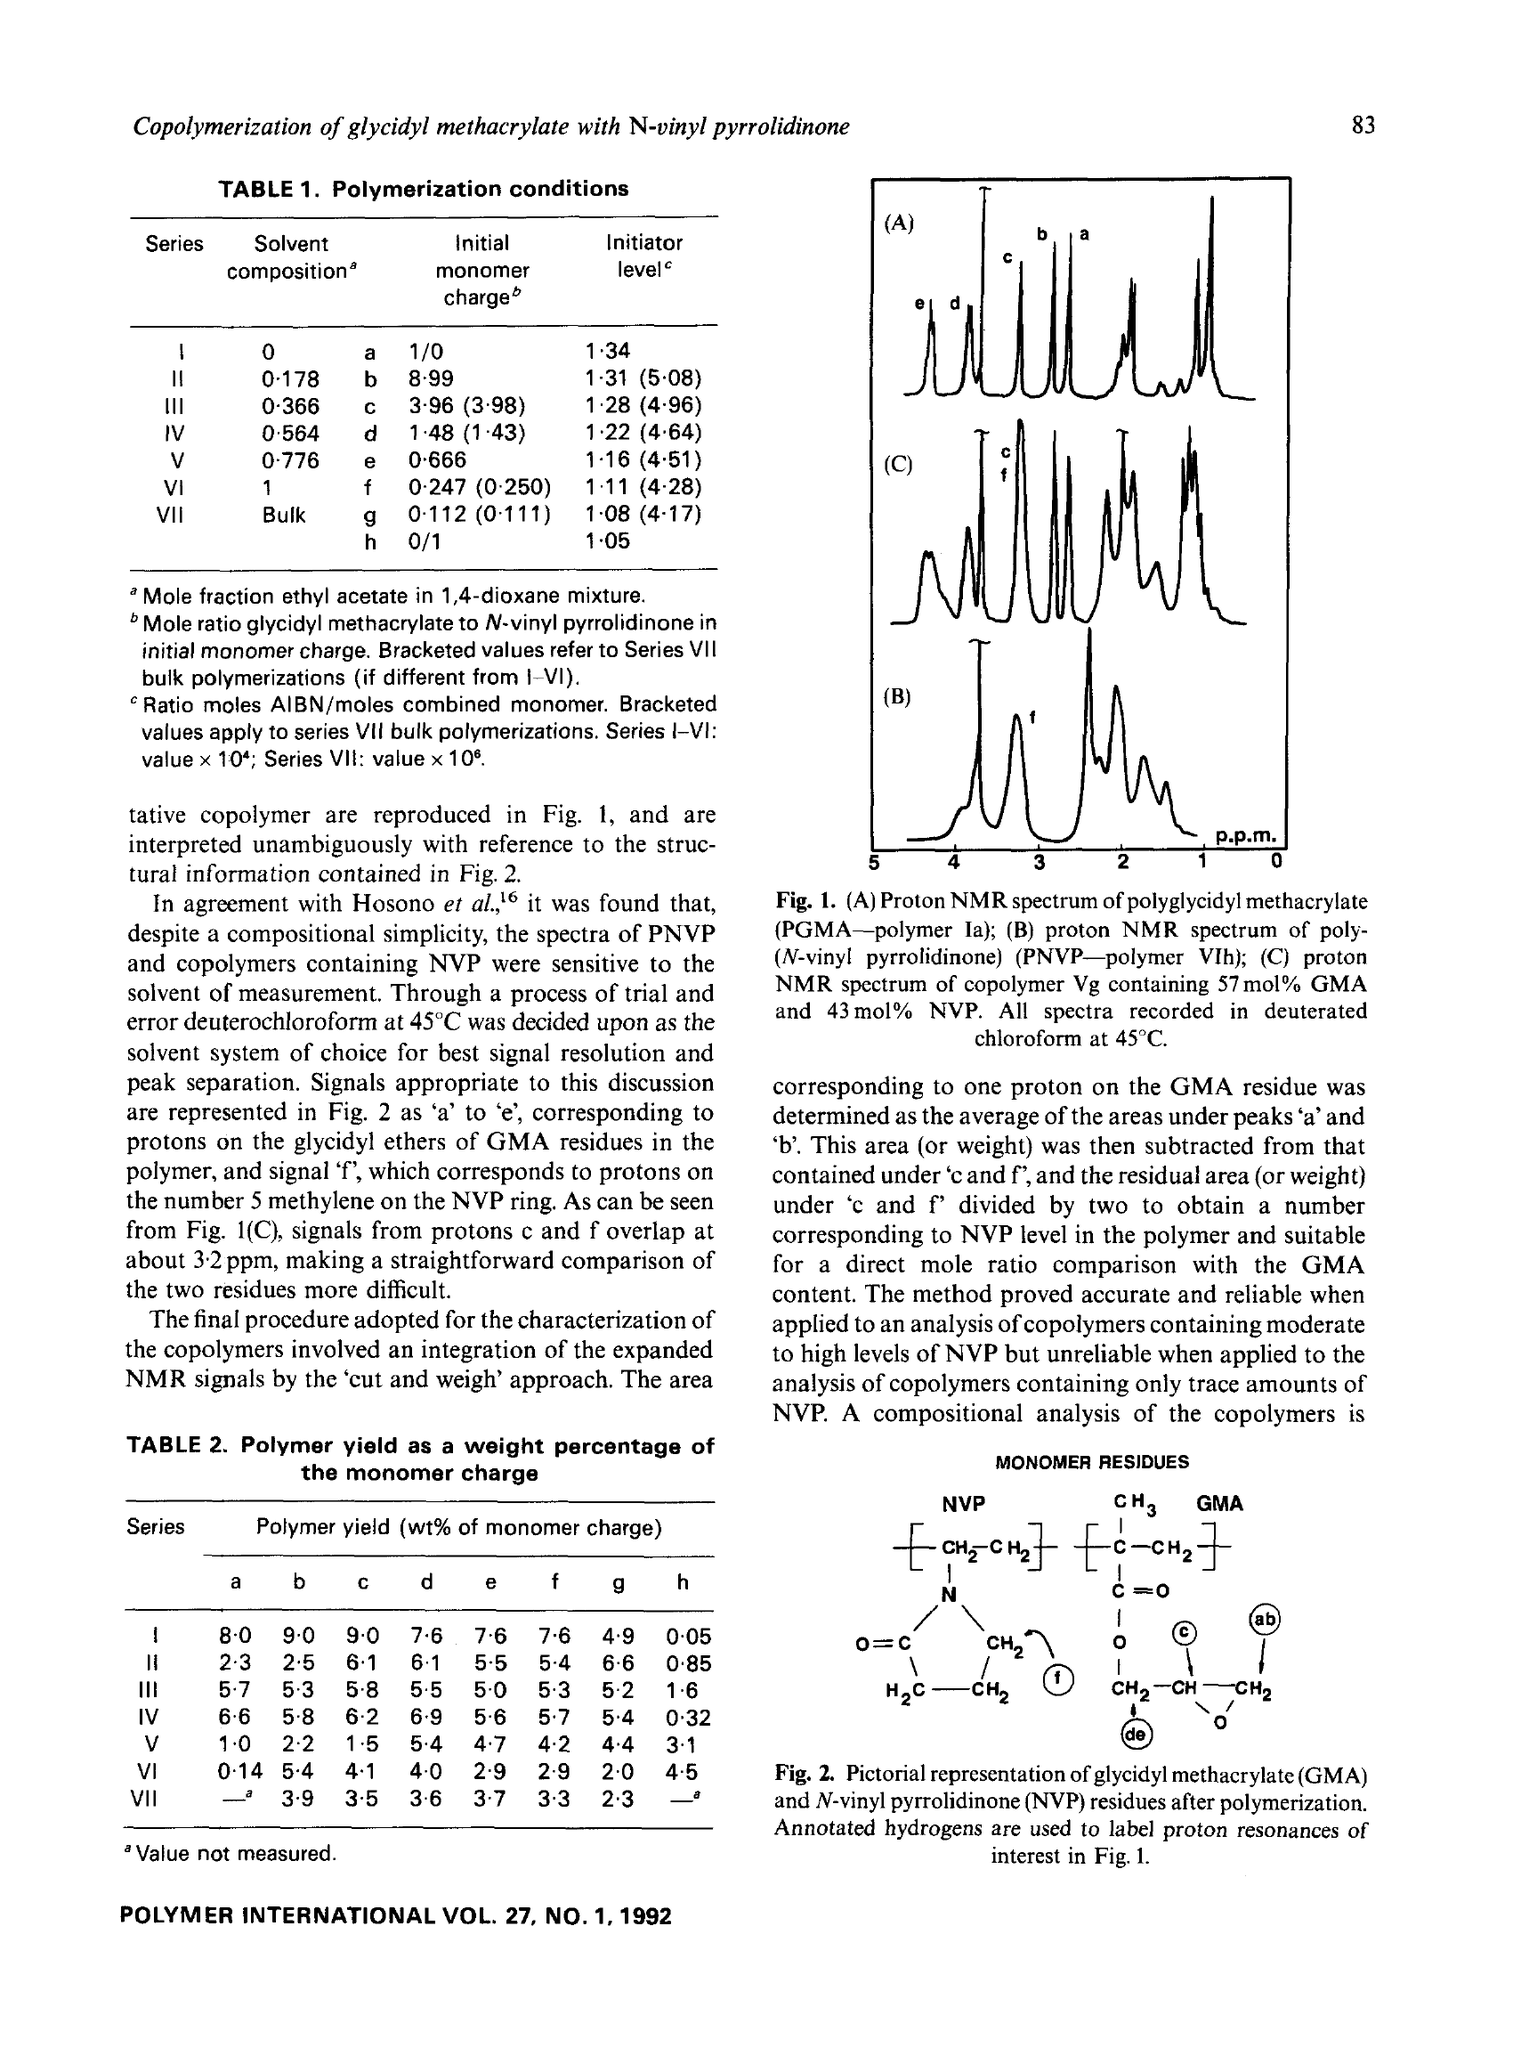 Copolymerization of glycidyl methacrylate with N-vinyl pyrrolidinone 83
TABLE 1. Polymerization conditions
Series Solvent compositionᵃ Initial monomer chargeᵇ Initiator levelᶜ
I 0 a 1/0 1·34
II 0·178 b 8·99 1·31 (5·08)
III 0·366 c 3·96 (3·98) 1·28 (4·96)
IV 0·564 d 1·48 (1·43) 1·22 (4·64)
V 0·776 e 0·666 1·16 (4·51)
VI 1 f 0·247 (0·250) 1·11 (4·28)
VII Bulk g 0·112 (0·111) 1·08 (4·17)
h 0/1 1·05
ᵃ Mole fraction ethyl acetate in 1,4-dioxane mixture.
ᵇ Mole ratio glycidyl methacrylate to N-vinyl pyrrolidinone in
initial monomer charge. Bracketed values refer to Series VII
bulk polymerizations (if different from I–VI).
ᶜ Ratio moles AIBN/moles combined monomer. Bracketed
values apply to series VII bulk polymerizations. Series I–VI:
value × 10⁴; Series VII: value × 10⁶.
tative copolymer are reproduced in Fig. 1, and are
interpreted unambiguously with reference to the struc-
tural information contained in Fig. 2.
In agreement with Hosono et al.,¹⁶ it was found that,
despite a compositional simplicity, the spectra of PNVP
and copolymers containing NVP were sensitive to the
solvent of measurement. Through a process of trial and
error deuterochloroform at 45°C was decided upon as the
solvent system of choice for best signal resolution and
peak separation. Signals appropriate to this discussion
are represented in Fig. 2 as ‘a’ to ‘e’, corresponding to
protons on the glycidyl ethers of GMA residues in the
polymer, and signal ‘f’, which corresponds to protons on
the number 5 methylene on the NVP ring. As can be seen
from Fig. 1(C), signals from protons c and f overlap at
about 3·2 ppm, making a straightforward comparison of
the two residues more difficult.
The final procedure adopted for the characterization of
the copolymers involved an integration of the expanded
NMR signals by the ‘cut and weigh’ approach. The area
TABLE 2. Polymer yield as a weight percentage of
the monomer charge
Series Polymer yield (wt% of monomer charge)
a b c d e f g h
I 8·0 9·0 9·0 7·6 7·6 7·6 4·9 0·05
II 2·3 2·5 6·1 6·1 5·5 5·4 6·6 0·85
III 5·7 5·3 5·8 5·5 5·0 5·3 5·2 1·6
IV 6·6 5·8 6·2 6·9 5·6 5·7 5·4 0·32
V 1·0 2·2 1·5 5·4 4·7 4·2 4·4 3·1
VI 0·14 5·4 4·1 4·0 2·9 2·9 2·0 4·5
VII —ᵃ 3·9 3·5 3·6 3·7 3·3 2·3 —ᵃ
ᵃ Value not measured.
(A) e d c b a
(C) c f
(B) f
p.p.m.
5 4 3 2 1 0
Fig. 1. (A) Proton NMR spectrum of polyglycidyl methacrylate
(PGMA—polymer Ia); (B) proton NMR spectrum of poly-
(N-vinyl pyrrolidinone) (PNVP—polymer VIh); (C) proton
NMR spectrum of copolymer Vg containing 57 mol% GMA
and 43 mol% NVP. All spectra recorded in deuterated
chloroform at 45°C.
corresponding to one proton on the GMA residue was
determined as the average of the areas under peaks ‘a’ and
‘b’. This area (or weight) was then subtracted from that
contained under ‘c and f’, and the residual area (or weight)
under ‘c and f’ divided by two to obtain a number
corresponding to NVP level in the polymer and suitable
for a direct mole ratio comparison with the GMA
content. The method proved accurate and reliable when
applied to an analysis of copolymers containing moderate
to high levels of NVP but unreliable when applied to the
analysis of copolymers containing only trace amounts of
NVP. A compositional analysis of the copolymers is
MONOMER RESIDUES
NVP CH₃ GMA
CH₂–CH₂ C–CH₂
N C=O
O=C CH₂ f O c ab
H₂C–CH₂ CH₂–CH–CH₂
O
de
Fig. 2. Pictorial representation of glycidyl methacrylate (GMA)
and N-vinyl pyrrolidinone (NVP) residues after polymerization.
Annotated hydrogens are used to label proton resonances of
interest in Fig. 1.
POLYMER INTERNATIONAL VOL. 27, NO. 1, 1992